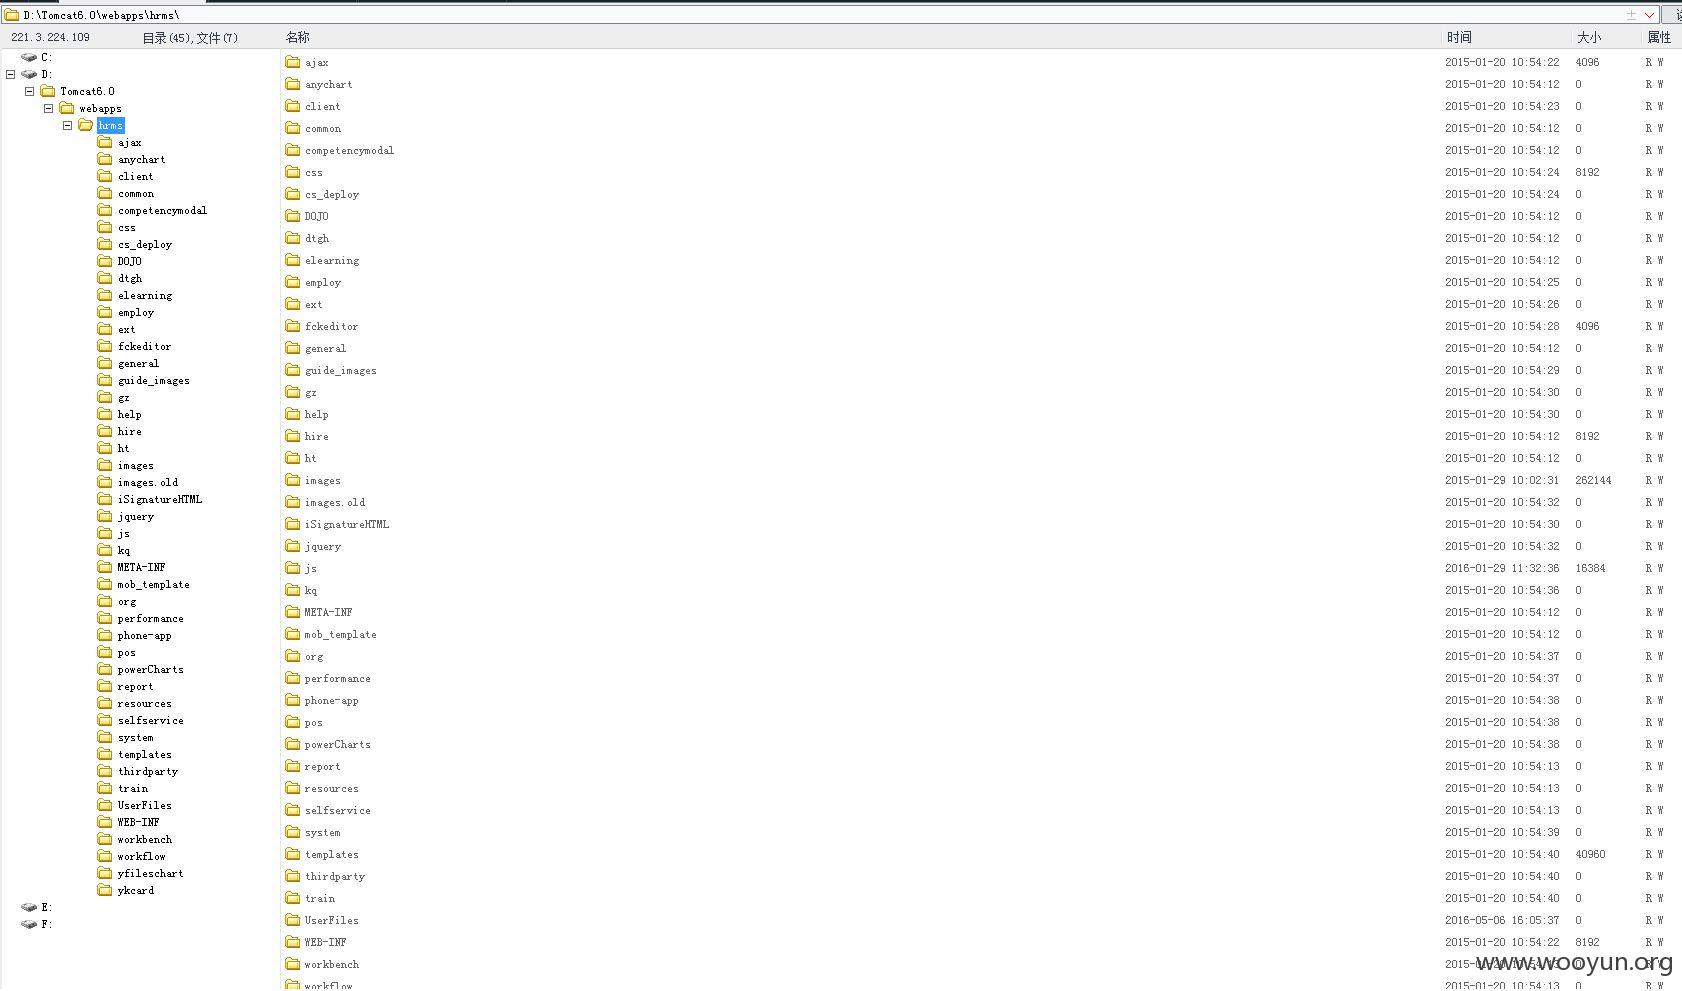 D:\Tomcat6.0\webapps\hrms\
221.3.224.109 目录(45),文件(7) 名称 时间 大小 属性
C:
D:
Tomcat6.0
webapps
hrms
ajax
anychart
client
common
competencymodal
css
cs_deploy
DOJO
dtgh
elearning
employ
ext
fckeditor
general
guide_images
gz
help
hire
ht
images
images.old
iSignatureHTML
jquery
js
kq
META-INF
mob_template
org
performance
phone-app
pos
powerCharts
report
resources
selfservice
system
templates
thirdparty
train
UserFiles
WEB-INF
workbench
workflow
yfileschart
ykcard
E:
F:
ajax 2015-01-20 10:54:22 4096 R W
anychart 2015-01-20 10:54:12 0 R W
client 2015-01-20 10:54:23 0 R W
common 2015-01-20 10:54:12 0 R W
competencymodal 2015-01-20 10:54:12 0 R W
css 2015-01-20 10:54:24 8192 R W
cs_deploy 2015-01-20 10:54:24 0 R W
DOJO 2015-01-20 10:54:12 0 R W
dtgh 2015-01-20 10:54:12 0 R W
elearning 2015-01-20 10:54:12 0 R W
employ 2015-01-20 10:54:25 0 R W
ext 2015-01-20 10:54:26 0 R W
fckeditor 2015-01-20 10:54:28 4096 R W
general 2015-01-20 10:54:12 0 R W
guide_images 2015-01-20 10:54:29 0 R W
gz 2015-01-20 10:54:30 0 R W
help 2015-01-20 10:54:30 0 R W
hire 2015-01-20 10:54:12 8192 R W
ht 2015-01-20 10:54:12 0 R W
images 2015-01-29 10:02:31 262144 R W
images.old 2015-01-20 10:54:32 0 R W
iSignatureHTML 2015-01-20 10:54:30 0 R W
jquery 2015-01-20 10:54:32 0 R W
js 2016-01-29 11:32:36 16384 R W
kq 2015-01-20 10:54:36 0 R W
META-INF 2015-01-20 10:54:12 0 R W
mob_template 2015-01-20 10:54:12 0 R W
org 2015-01-20 10:54:37 0 R W
performance 2015-01-20 10:54:37 0 R W
phone-app 2015-01-20 10:54:38 0 R W
pos 2015-01-20 10:54:38 0 R W
powerCharts 2015-01-20 10:54:38 0 R W
report 2015-01-20 10:54:13 0 R W
resources 2015-01-20 10:54:13 0 R W
selfservice 2015-01-20 10:54:13 0 R W
system 2015-01-20 10:54:39 0 R W
templates 2015-01-20 10:54:40 40960 R W
thirdparty 2015-01-20 10:54:40 0 R W
train 2015-01-20 10:54:40 0 R W
UserFiles 2016-05-06 16:05:37 0 R W
WEB-INF 2015-01-20 10:54:22 8192 R W
workbench 2015-01-20 10:54:13 0 R W
workflow 2015-01-20 10:54:13 0 R W
www.wooyun.org